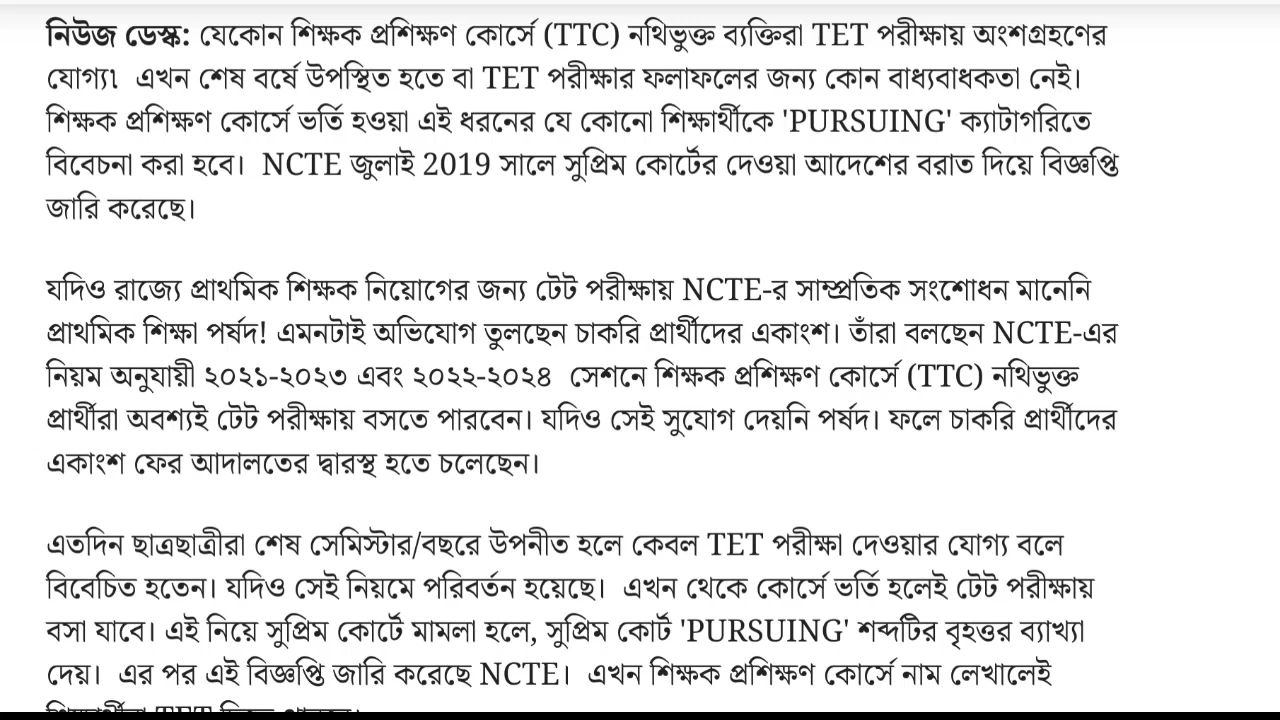 নিউজ ডেস্ক: যেকোন শিক্ষক প্রশিক্ষণ কোর্সে (TTC) নথিভুক্ত ব্যক্তিরা TET পরীক্ষায় অংশগ্রহণের
যোগ্য৷ এখন শেষ বর্ষে উপস্থিত হতে বা TET পরীক্ষার ফলাফলের জন্য কোন বাধ্যবাধকতা নেই।
শিক্ষক প্রশিক্ষণ কোর্সে ভর্তি হওয়া এই ধরনের যে কোনো শিক্ষার্থীকে 'PURSUING' ক্যাটাগরিতে
বিবেচনা করা হবে। NCTE জুলাই 2019 সালে সুপ্রিম কোর্টের দেওয়া আদেশের বরাত দিয়ে বিজ্ঞপ্তি
জারি করেছে।
যদিও রাজ্যে প্রাথমিক শিক্ষক নিয়োগের জন্য টেট পরীক্ষায় NCTE-র সাম্প্রতিক সংশোধন মানেনি
প্রাথমিক শিক্ষা পর্ষদ! এমনটাই অভিযোগ তুলছেন চাকরি প্রার্থীদের একাংশ। তাঁরা বলছেন NCTE-এর
নিয়ম অনুযায়ী ২০২১-২০২৩ এবং ২০২২-২০২৪ সেশনে শিক্ষক প্রশিক্ষণ কোর্সে (TTC) নথিভুক্ত
প্রার্থীরা অবশ্যই টেট পরীক্ষায় বসতে পারবেন। যদিও সেই সুযোগ দেয়নি পর্ষদ। ফলে চাকরি প্রার্থীদের
একাংশ ফের আদালতের দ্বারস্থ হতে চলেছেন।
এতদিন ছাত্রছাত্রীরা শেষ সেমিস্টার/বছরে উপনীত হলে কেবল TET পরীক্ষা দেওয়ার যোগ্য বলে
বিবেচিত হতেন। যদিও সেই নিয়মে পরিবর্তন হয়েছে। এখন থেকে কোর্সে ভর্তি হলেই টেট পরীক্ষায়
বসা যাবে। এই নিয়ে সুপ্রিম কোর্টে মামলা হলে, সুপ্রিম কোর্ট 'PURSUING' শব্দটির বৃহত্তর ব্যাখ্যা
দেয়। এর পর এই বিজ্ঞপ্তি জারি করেছে NCTE। এখন শিক্ষক প্রশিক্ষণ কোর্সে নাম লেখালেই